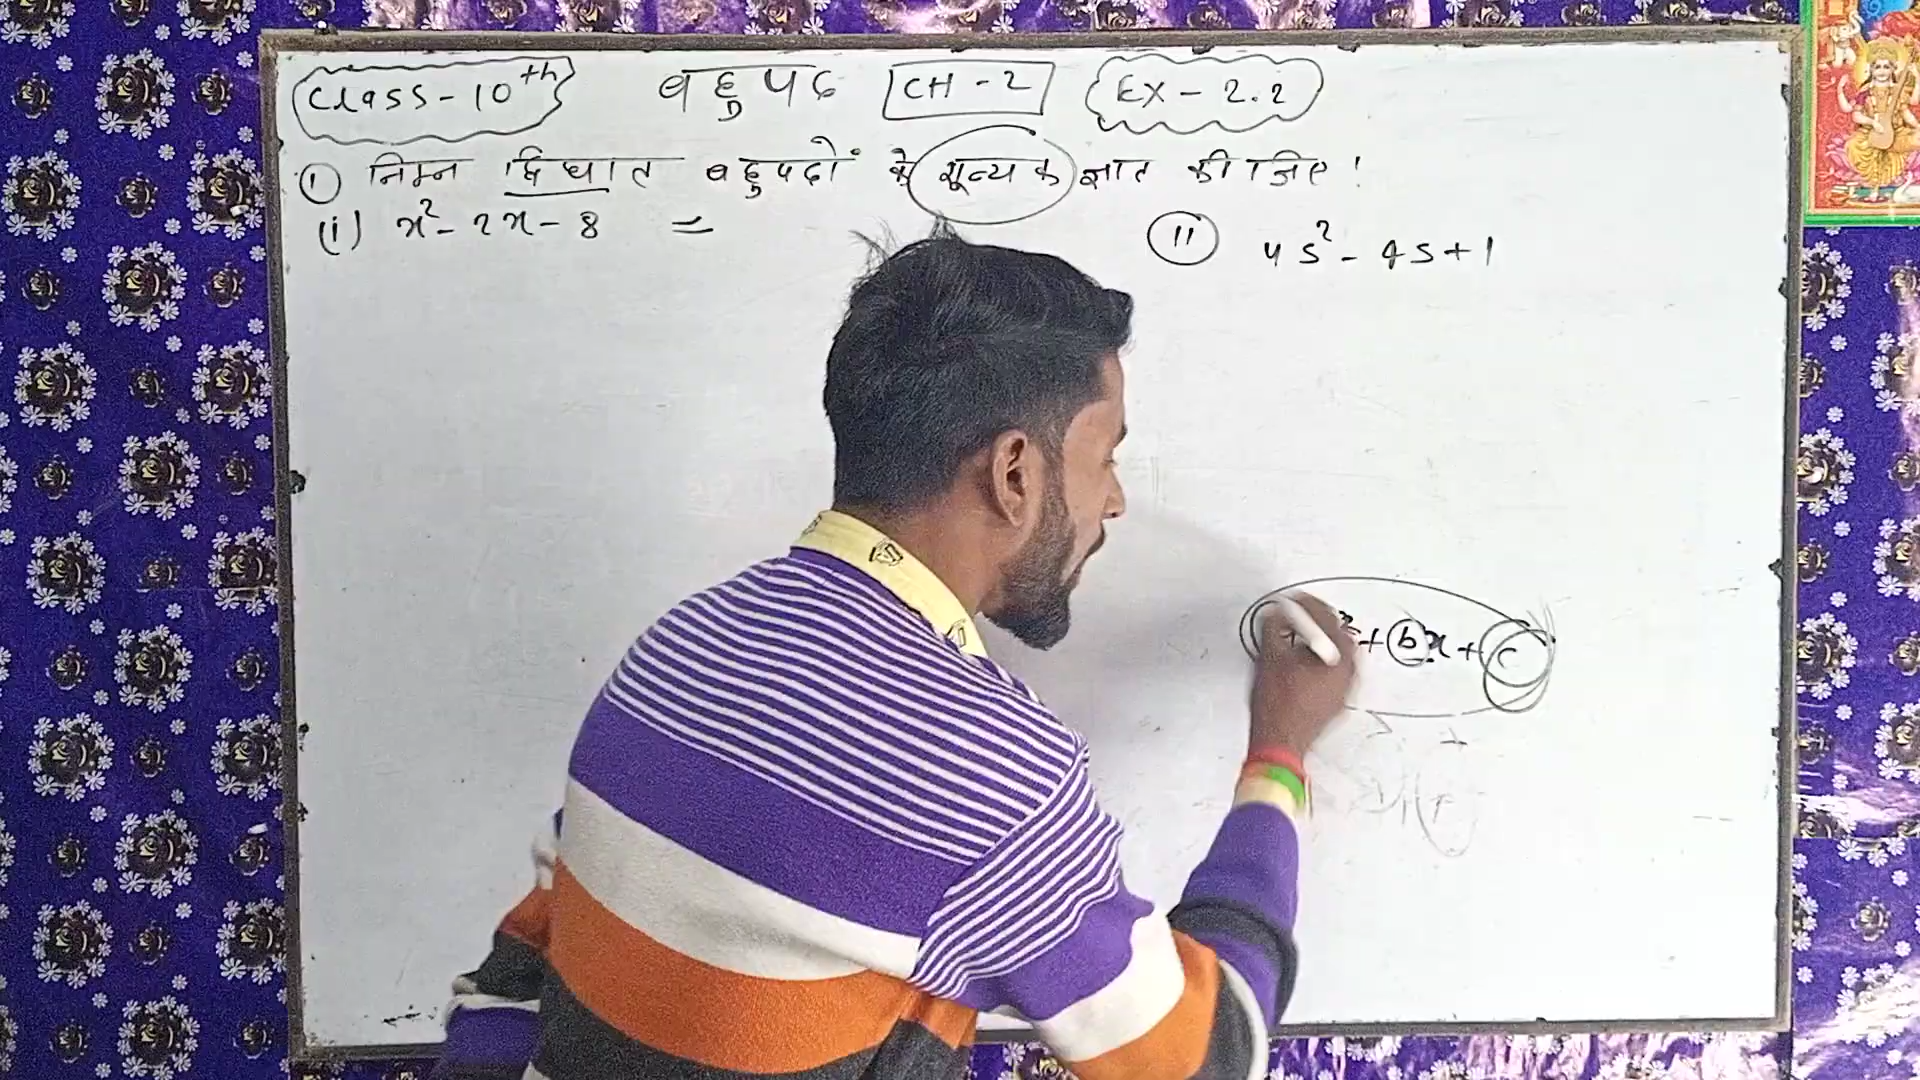 Class-10th बहुपद CH-2 EX-2.2
① निम्न द्विघात बहुपदों के शून्यक ज्ञात कीजिए !
(i) x²-2x-8 =
(ii) 4s²-4s+1
+bx+c